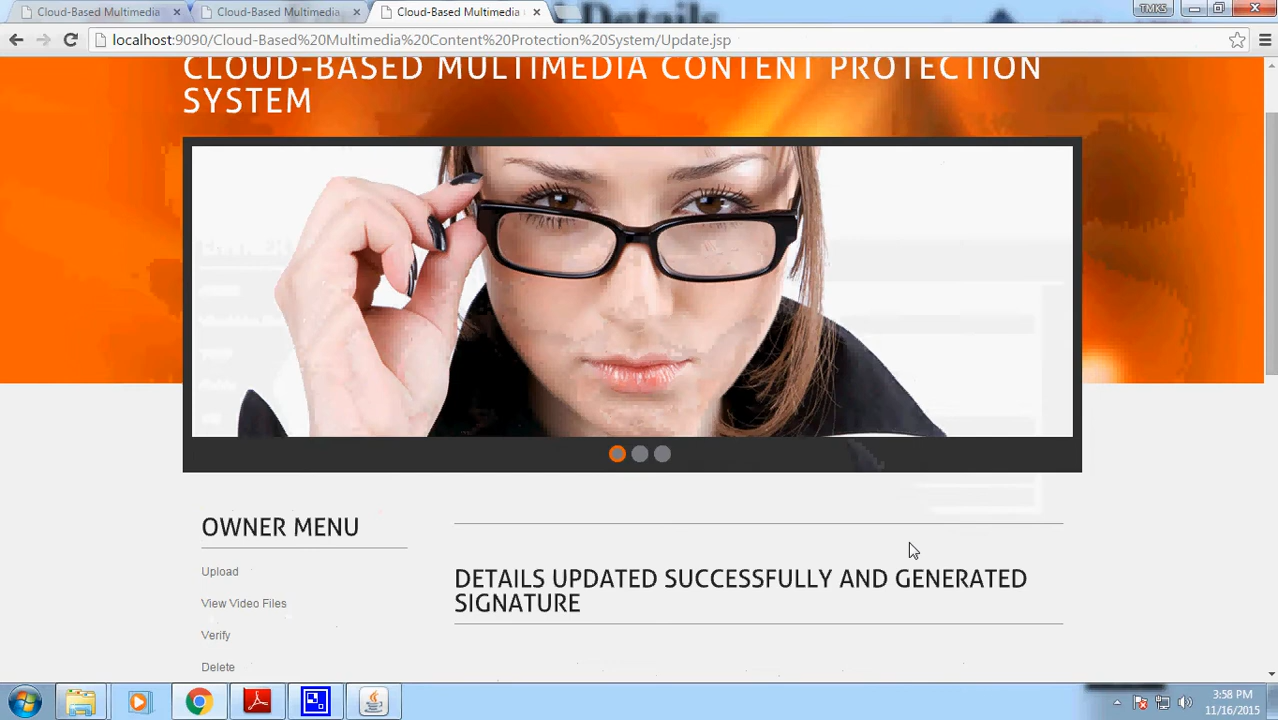 Cloud-Based Multimedia
Cloud-Based Multimedia
Cloud-Based Multimedia
TMKS
localhost:9090/Cloud-Based%20Multimedia%20Content%20Protection%20System/Update.jsp
CLOUD-BASED MULTIMEDIA CONTENT PROTECTION
SYSTEM
OWNER MENU
Upload
View Video Files
Verify
Delete
DETAILS UPDATED SUCCESSFULLY AND GENERATED
SIGNATURE
3:58 PM
11/16/2015